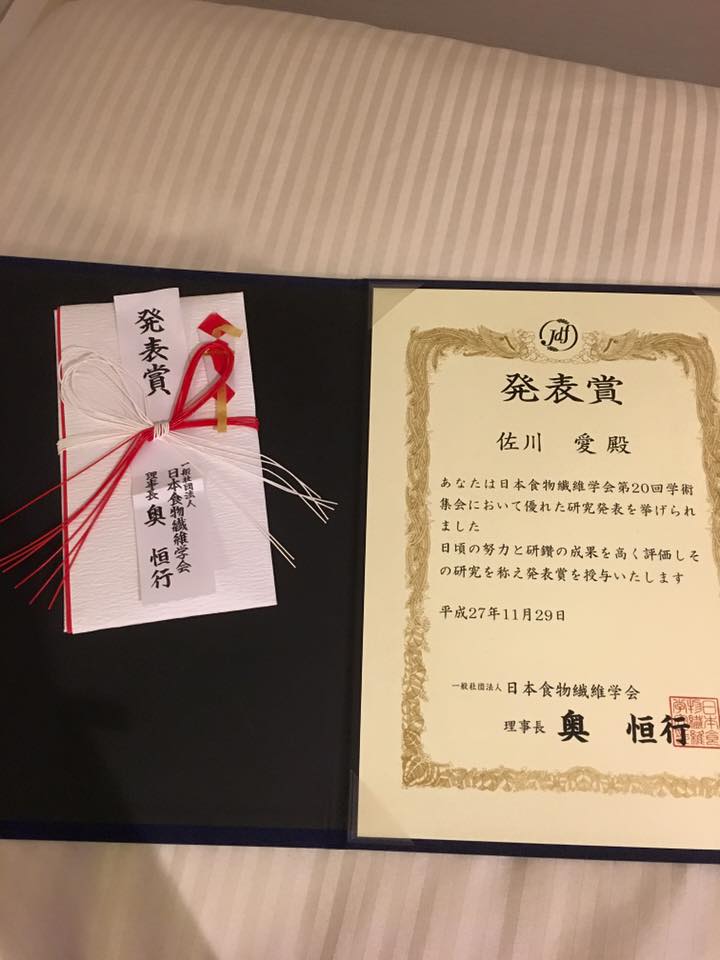 発表賞
一般社団法人
日本食物繊維学会
理事長 奥 恒行
Jdf
発表賞
佐川 愛 殿
あなたは日本食物繊維学会第20回学術
集会において優れた研究発表を挙げられ
ました
日頃の努力と研鑽の成果を高く評価しそ
の研究を称え発表賞を授与いたします
平成27年11月29日
一般社団法人 日本食物繊維学会
理事長 奥 恒行